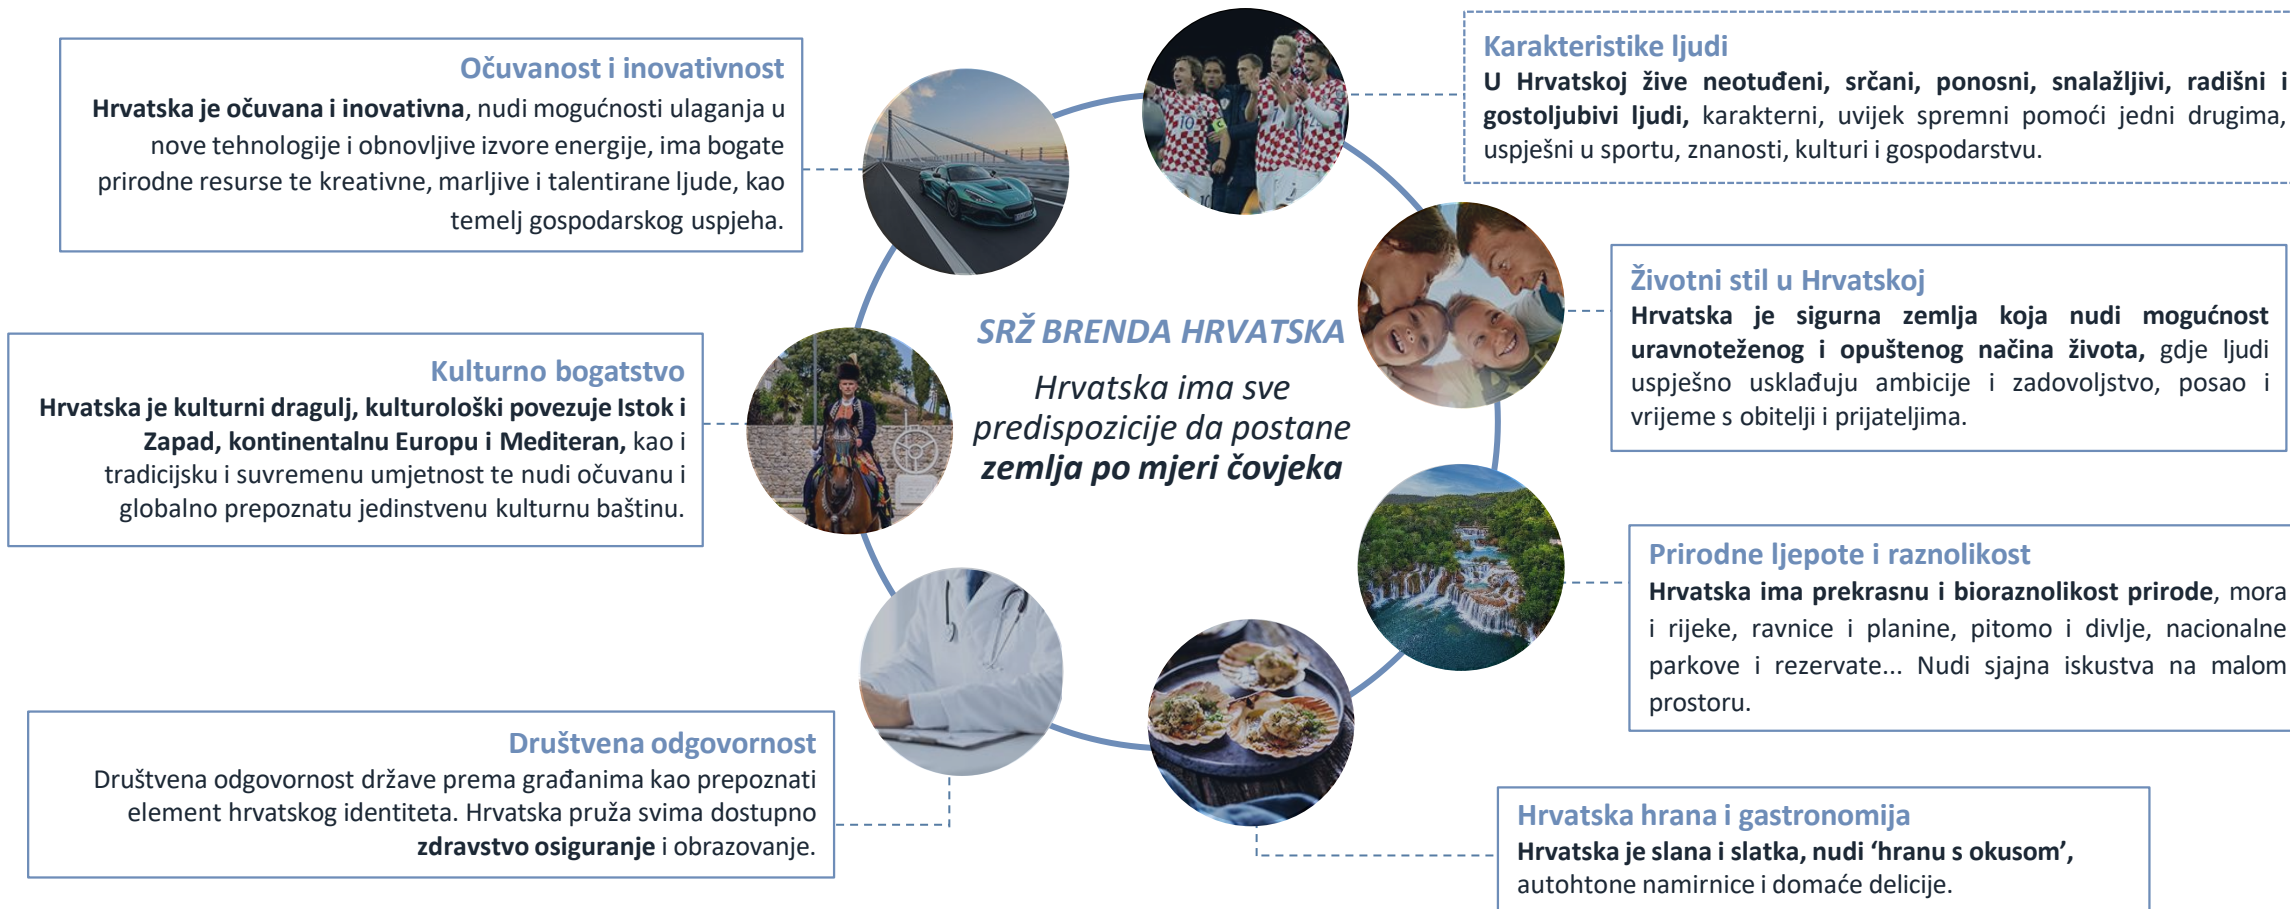 Očuvanost i inovativnost
Hrvatska je očuvana i inovativna, nudi mogućnosti ulaganja u
nove tehnologije i obnovljive izvore energije, ima bogate
prirodne resurse te kreativne, marljive i talentirane ljude, kao
temelj gospodarskog uspjeha.
Karakteristike ljudi
U Hrvatskoj žive neotuđeni, srčani, ponosni, snalažljivi, radišni i
gostoljubivi ljudi, karakterni, uvijek spremni pomoći jedni drugima,
uspješni u sportu, znanosti, kulturi i gospodarstvu.
10
10
Životni stil u Hrvatskoj
Hrvatska je sigurna zemlja koja nudi mogućnost
uravnoteženog i opuštenog načina života, gdje ljudi
uspješno usklađuju ambicije i zadovoljstvo, posao i
vrijeme s obitelji i prijateljima.
SRŽ BRENDA HRVATSKA
Hrvatska ima sve
predispozicije da postane
zemlja po mjeri čovjeka
Kulturno bogatstvo
Hrvatska je kulturni dragulj, kulturološki povezuje Istok i
Zapad, kontinentalnu Europu i Mediteran, kao i
tradicijsku i suvremenu umjetnost te nudi očuvanu i
globalno prepoznatu jedinstvenu kulturnu baštinu.
Prirodne ljepote i raznolikost
Hrvatska ima prekrasnu i bioraznolikost prirode, mora
i rijeke, ravnice i planine, pitomo i divlje, nacionalne
parkove i rezervate... Nudi sjajna iskustva na malom
prostoru.
Društvena odgovornost
Društvena odgovornost države prema građanima kao prepoznati
element hrvatskog identiteta. Hrvatska pruža svima dostupno
zdravstvo osiguranje i obrazovanje.
Hrvatska hrana i gastronomija
Hrvatska je slana i slatka, nudi ‘hranu s okusom’,
autohtone namirnice i domaće delicije.